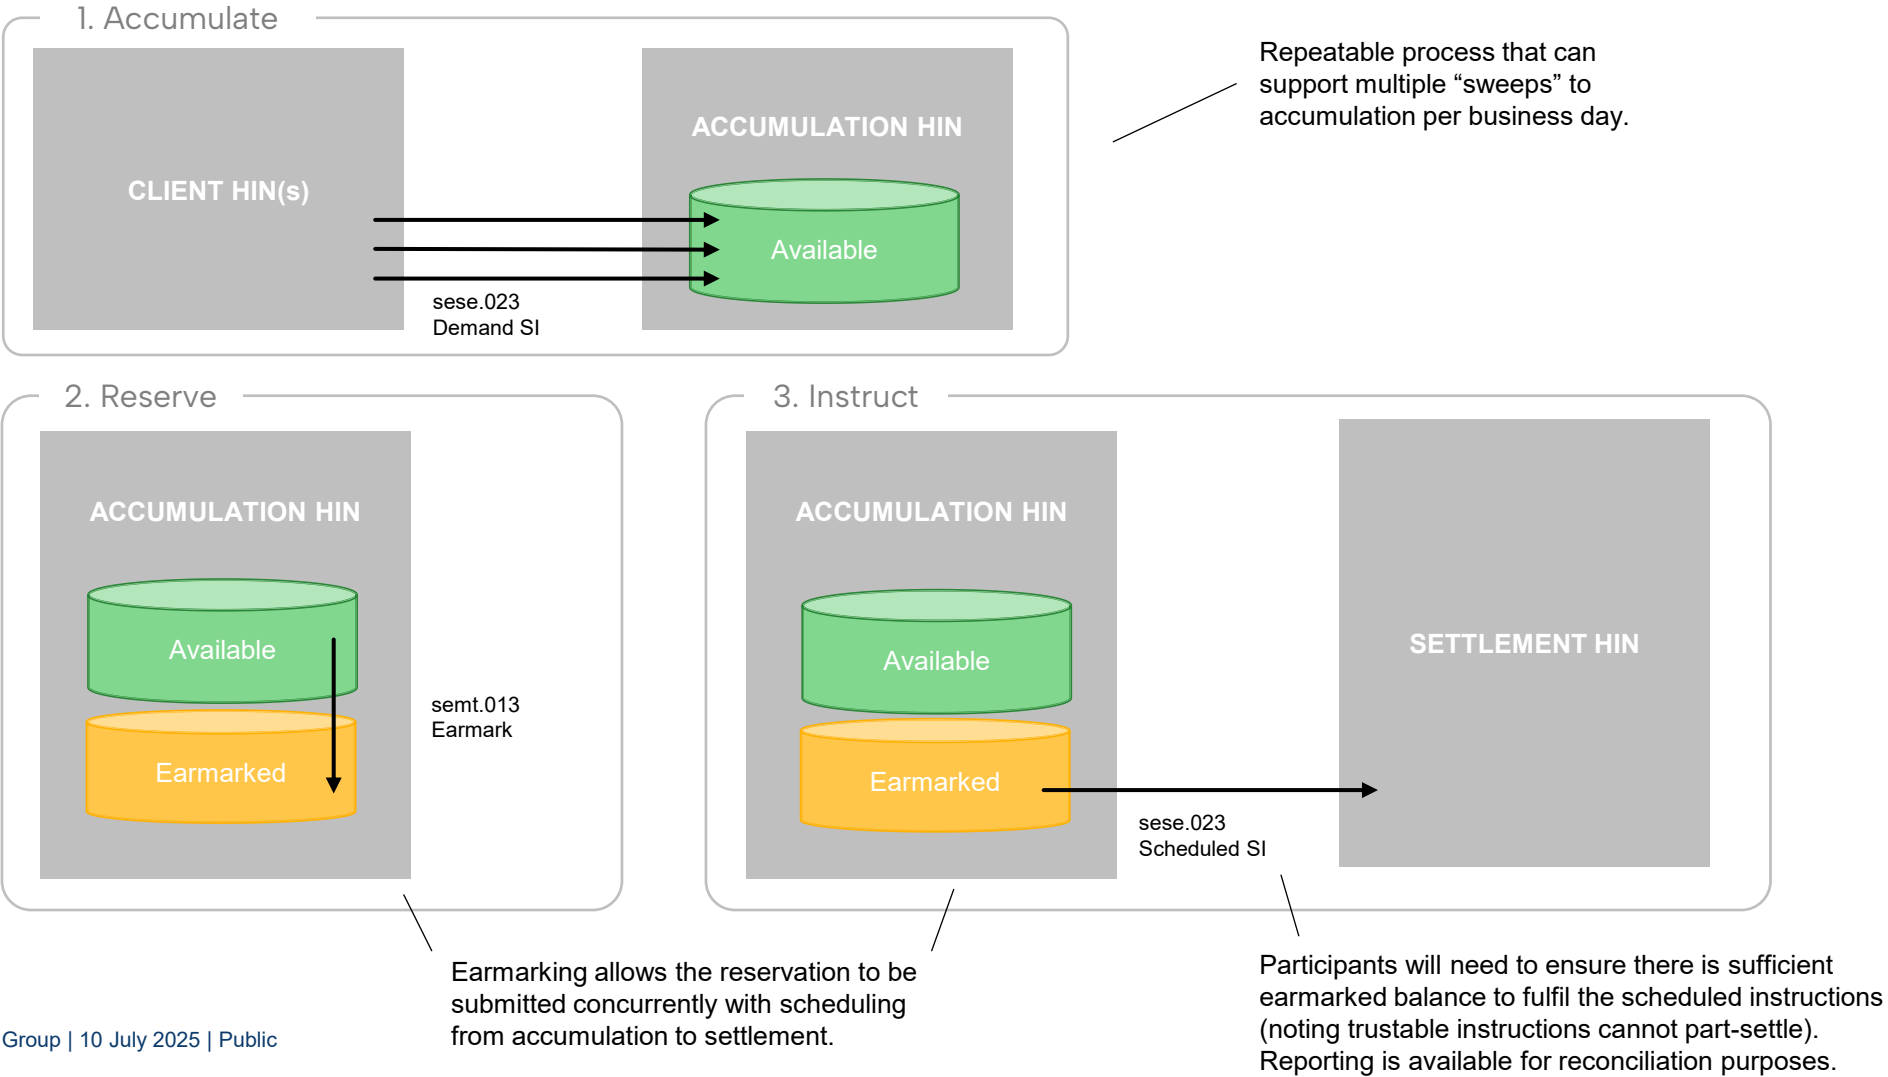 1. Accumulate
CLIENT HIN(s)
ACCUMULATION HIN
Available
sese.023
Demand SI
Repeatable process that can
support multiple “sweeps” to
accumulation per business day.
2. Reserve
ACCUMULATION HIN
Available
Earmarked
semt.013
Earmark
3. Instruct
ACCUMULATION HIN
Available
Earmarked
sese.023
Scheduled SI
SETTLEMENT HIN
Earmarking allows the reservation to be
submitted concurrently with scheduling
from accumulation to settlement.
Participants will need to ensure there is sufficient
earmarked balance to fulfil the scheduled instructions
(noting trustable instructions cannot part-settle).
Reporting is available for reconciliation purposes.
Group | 10 July 2025 | Public